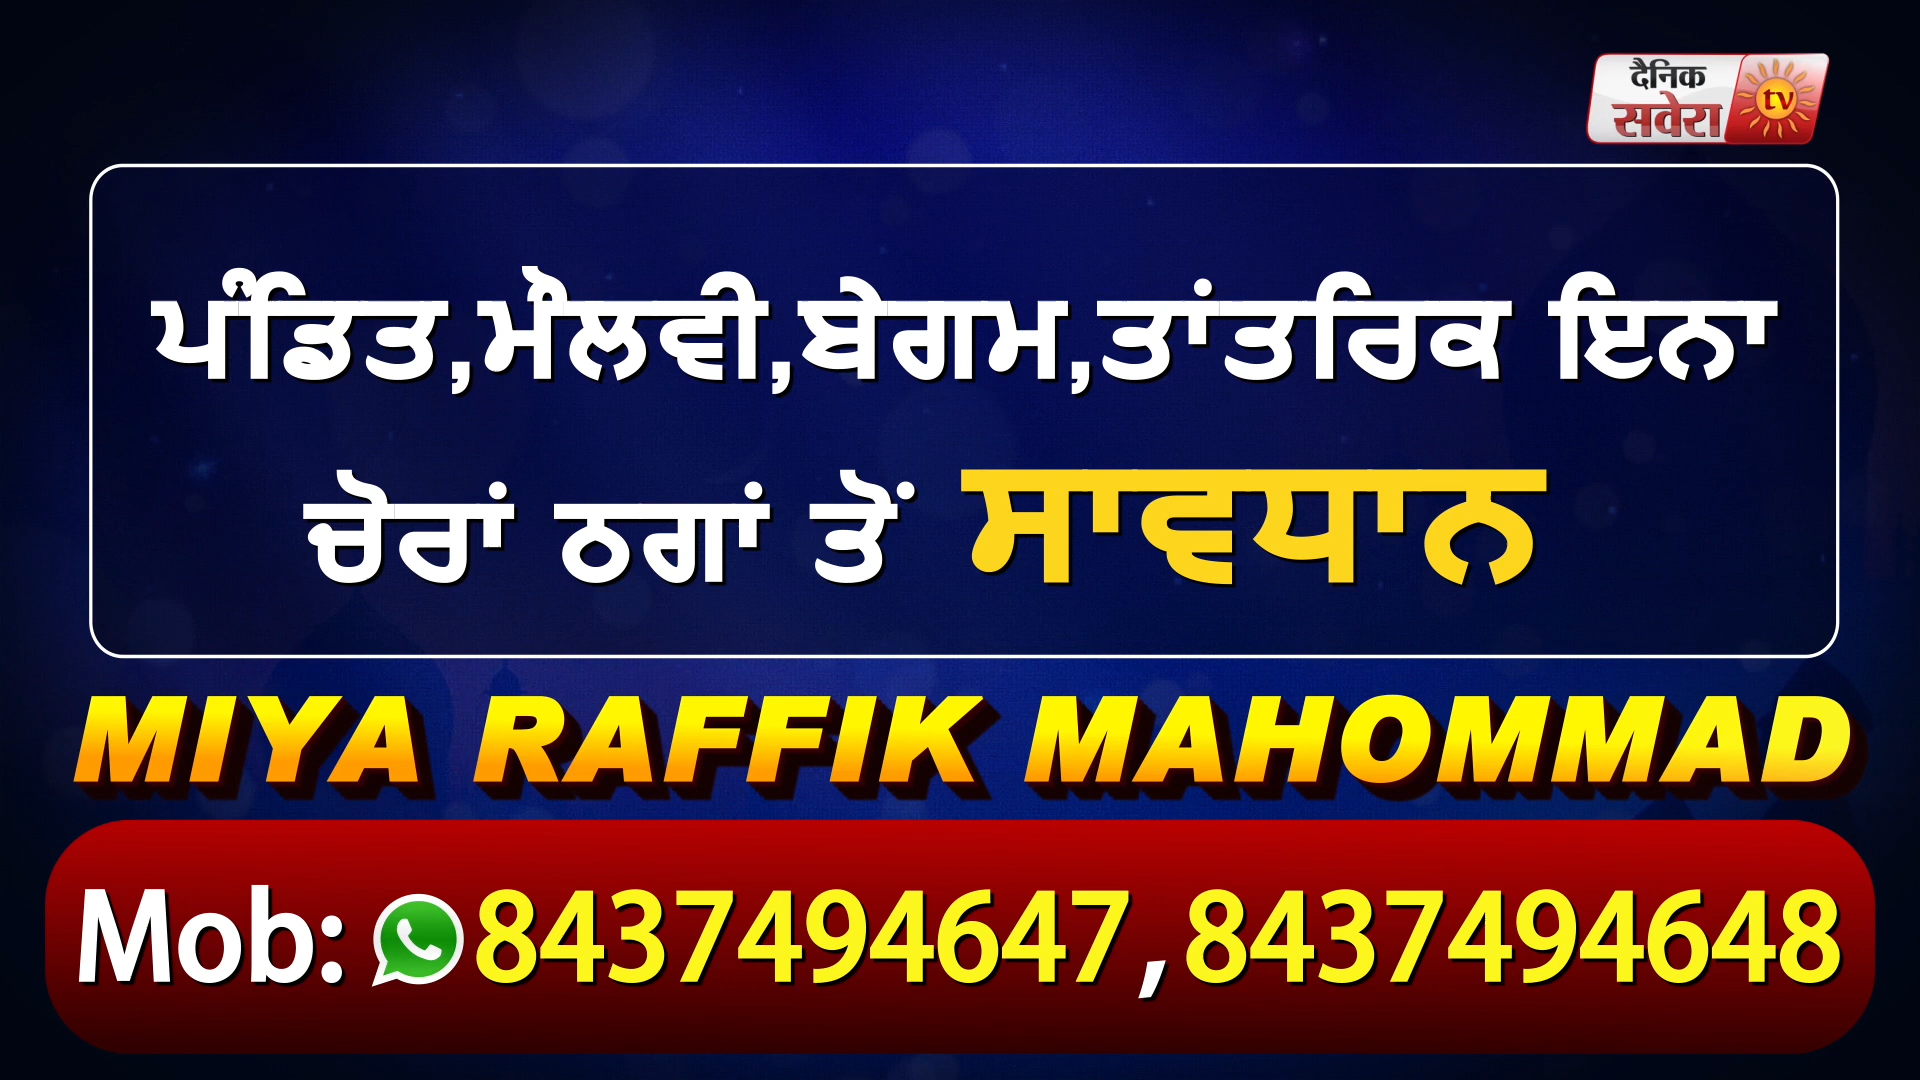 दैनिक
सवेरा tv
ਪੰਡਿਤ,ਮੌਲਵੀ,ਬੇਗਮ,ਤਾਂਤਰਿਕ ਇਨਾ
ਚੋਰਾਂ ਠਗਾਂ ਤੋਂ ਸਾਵਧਾਨ
MIYA RAFFIK MAHOMMAD
Mob: 8437494647, 8437494648